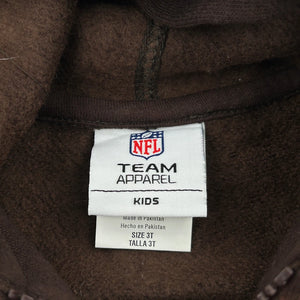 NFL
TEAM
APPAREL
KIDS
Made in Pakistan
Hecho en Pakistan
SIZE 3T
TALLA 3T